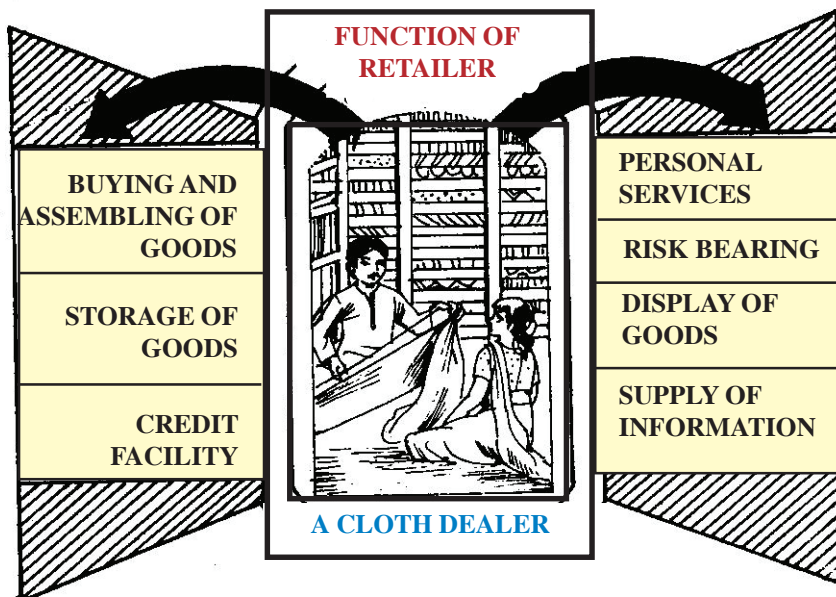 FUNCTION OF
RETAILER
BUYING AND
ASSEMBLING OF
GOODS
STORAGE OF
GOODS
CREDIT
FACILITY
PERSONAL
SERVICES
RISK BEARING
DISPLAY OF
GOODS
SUPPLY OF
INFORMATION
A CLOTH DEALER